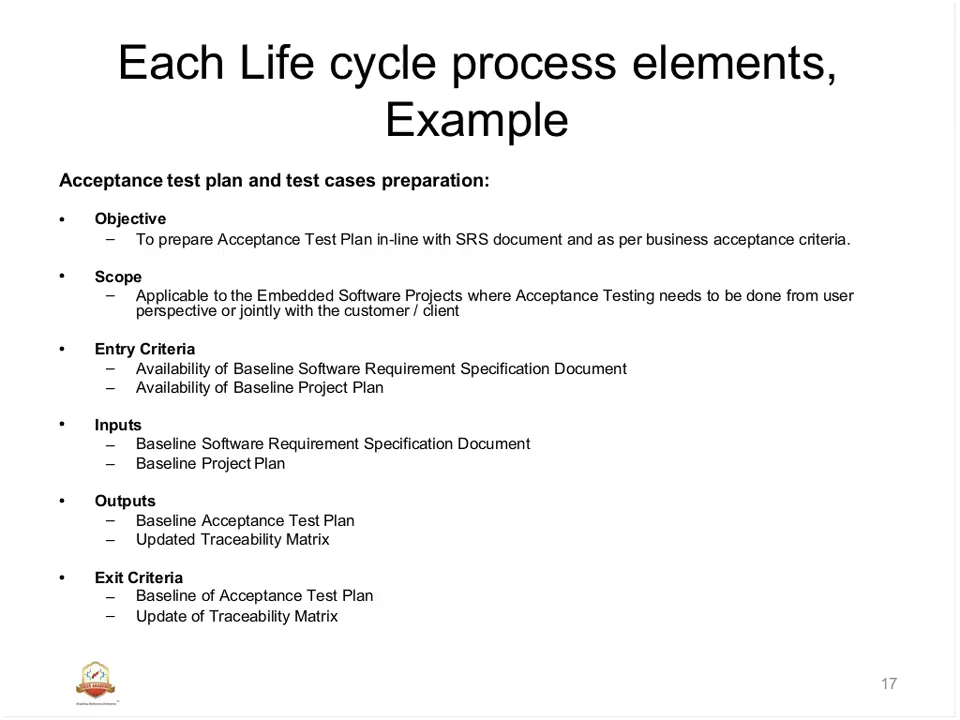 Each Life cycle process elements,
Example
Acceptance test plan and test cases preparation:
• Objective
– To prepare Acceptance Test Plan in-line with SRS document and as per business acceptance criteria.
• Scope
– Applicable to the Embedded Software Projects where Acceptance Testing needs to be done from user
perspective or jointly with the customer / client
• Entry Criteria
– Availability of Baseline Software Requirement Specification Document
– Availability of Baseline Project Plan
• Inputs
– Baseline Software Requirement Specification Document
– Baseline Project Plan
• Outputs
– Baseline Acceptance Test Plan
– Updated Traceability Matrix
• Exit Criteria
– Baseline of Acceptance Test Plan
– Update of Traceability Matrix
17